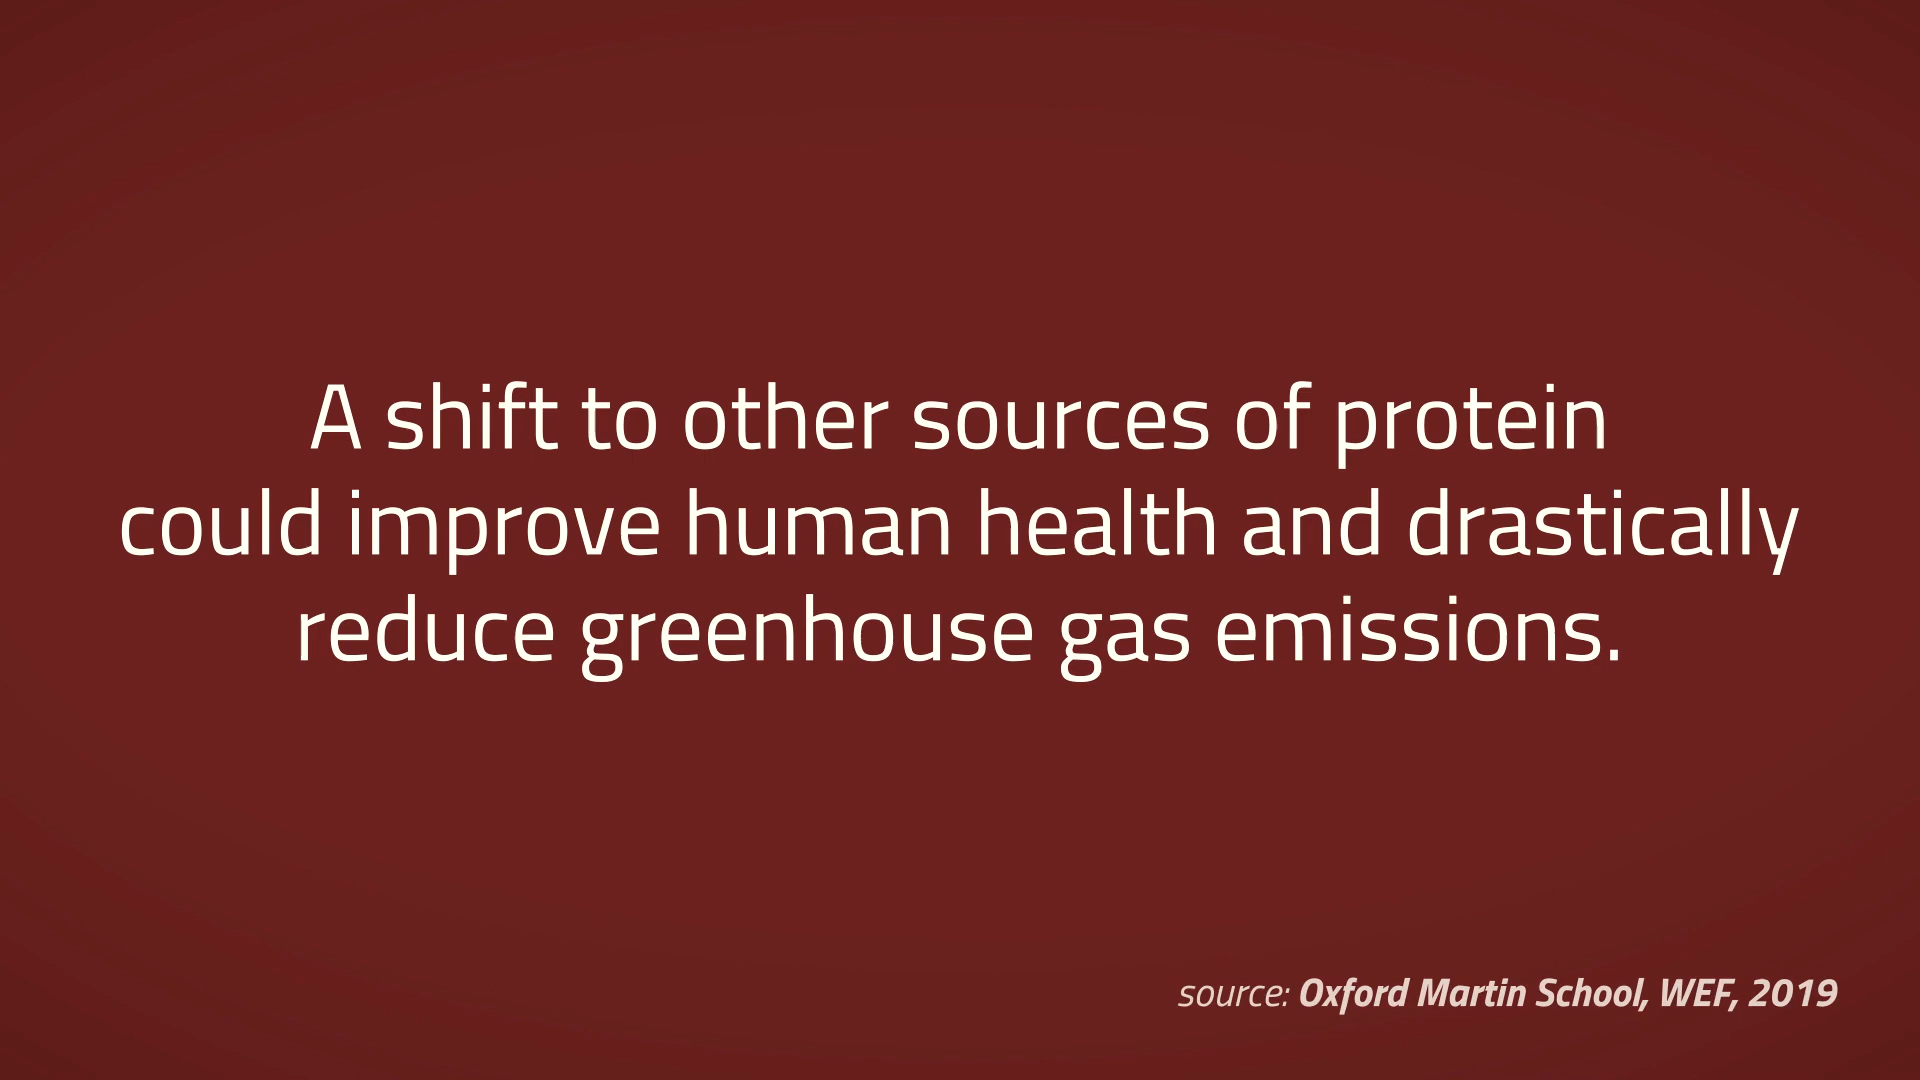 A shift to other sources of protein
could improve human health and drastically
reduce greenhouse gas emissions.
source: Oxford Martin School, WEF, 2019